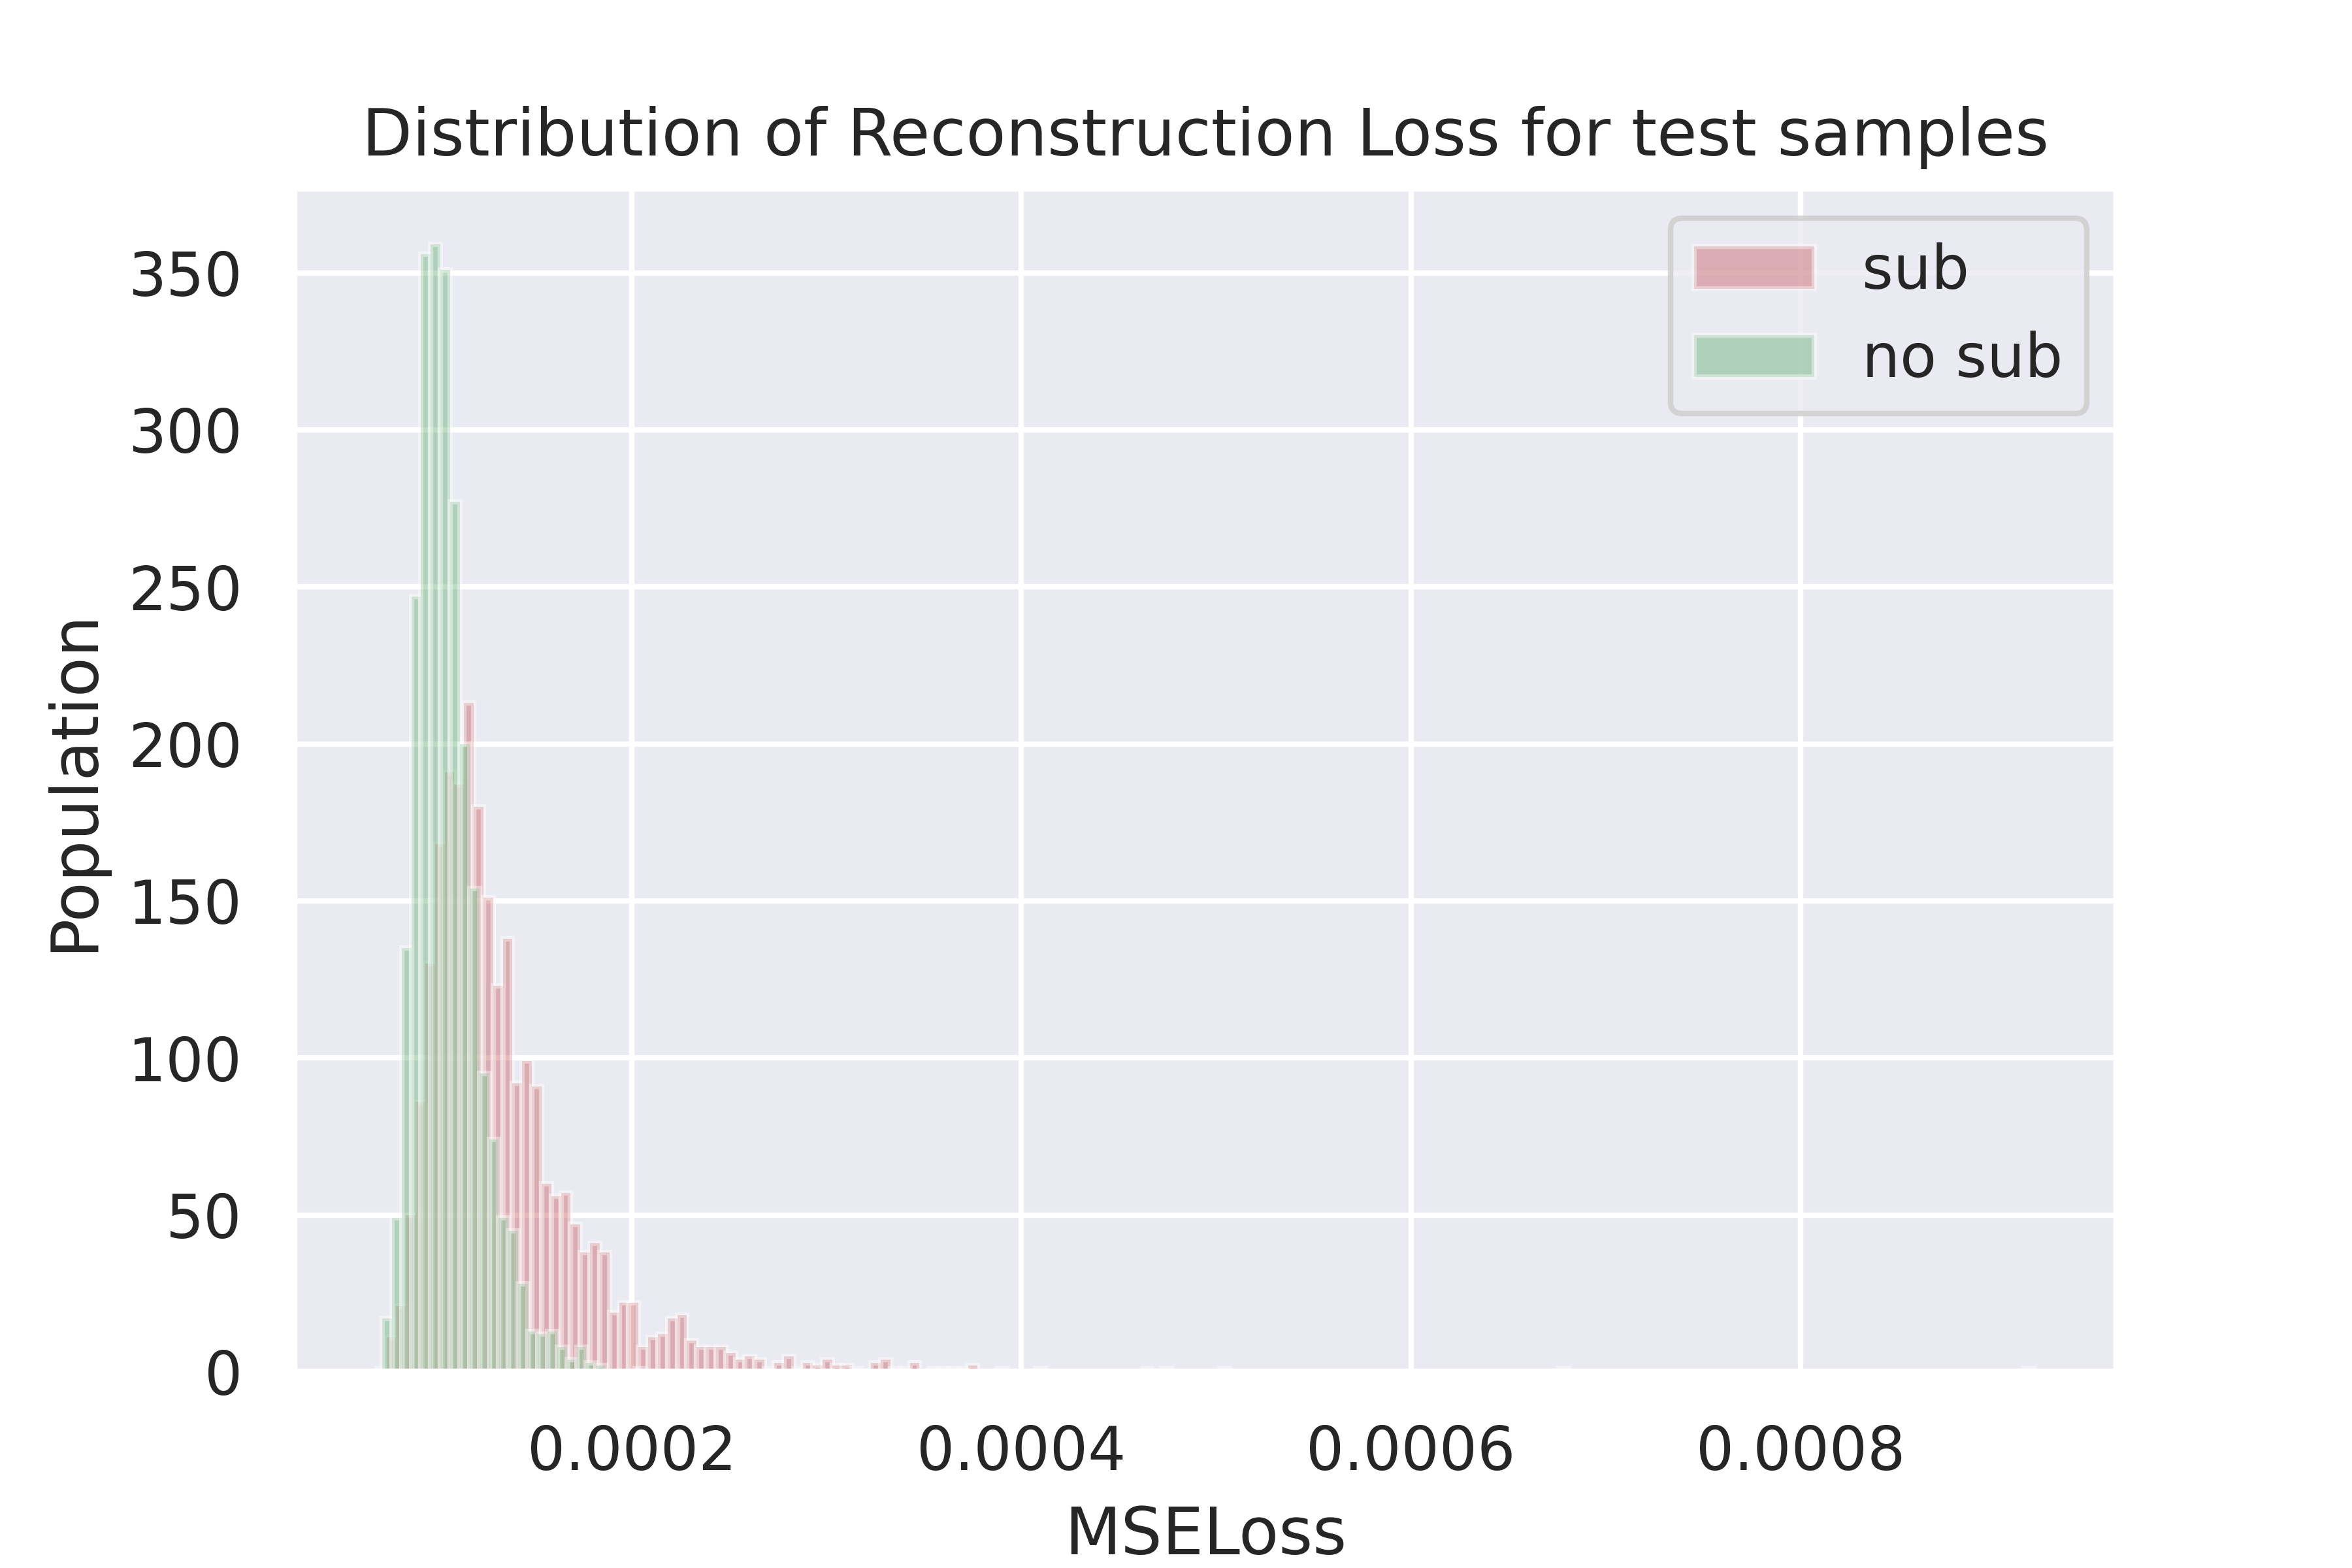 Distribution of Reconstruction Loss for test samples
sub
no sub
350
300
250
200
150
100
50
0
Population
0.0002 0.0004 0.0006 0.0008
MSELoss